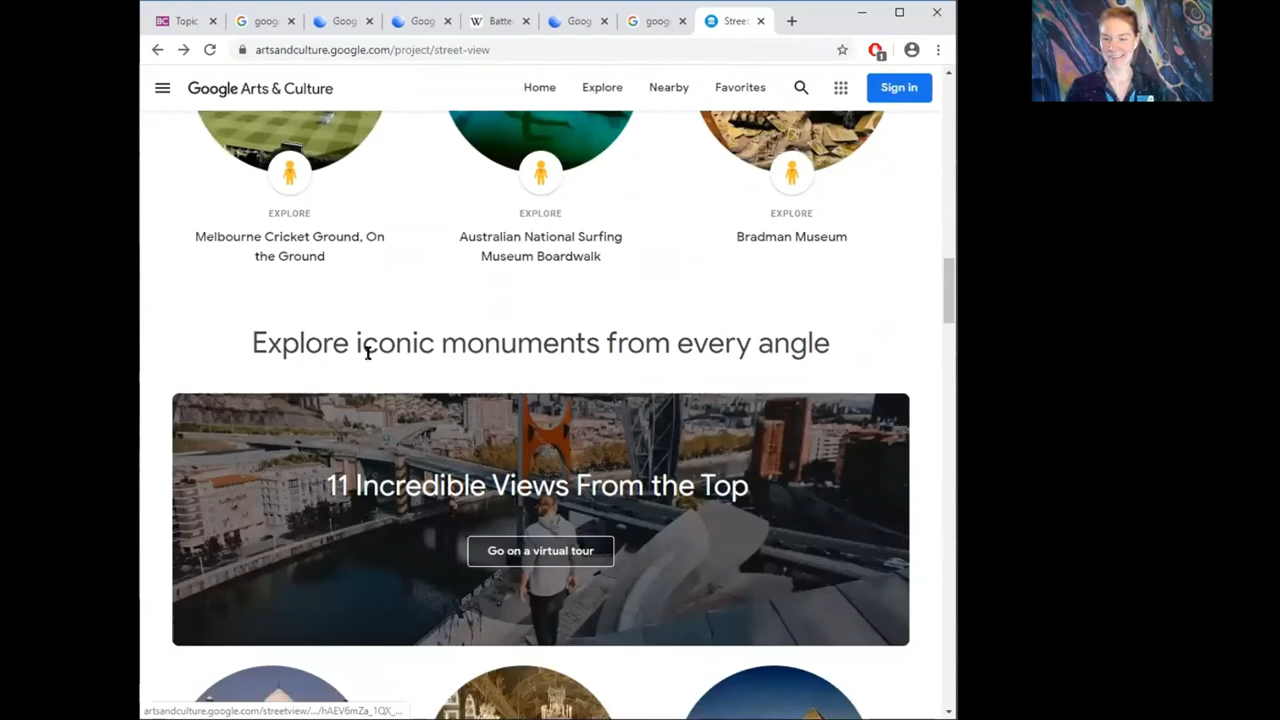 Topic
goog
Goog
Goog
Batte
Goog
goog
Street
artsandculture.google.com/project/street-view
1
Google Arts & Culture
Home
Explore
Nearby
Favorites
Sign in
EXPLORE
EXPLORE
EXPLORE
Melbourne Cricket Ground, On
the Ground
Australian National Surfing
Museum Boardwalk
Bradman Museum
Explore iconic monuments from every angle
11 Incredible Views From the Top
Go on a virtual tour
artsandculture.google.com/streetview/.../hAEV6mZa_1QX_...